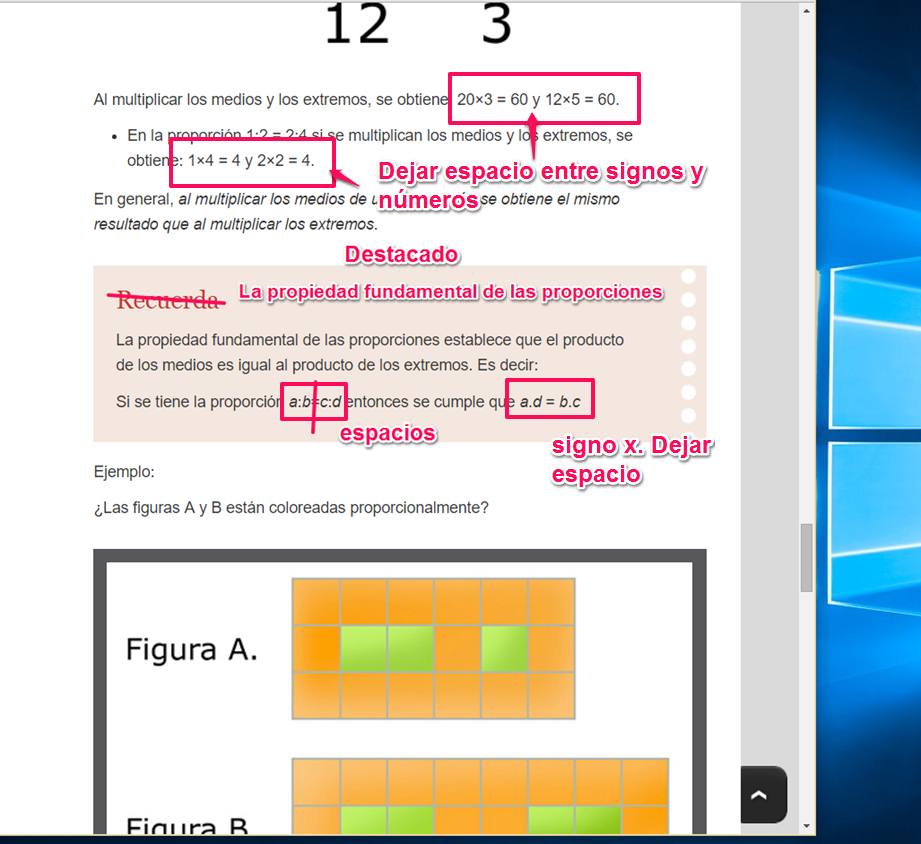 12 3
Al multiplicar los medios y los extremos, se obtiene 20×3 = 60 y 12×5 = 60.
• En la proporción 1:2 = 2:4 si se multiplican los medios y los extremos, se
obtiene: 1×4 = 4 y 2×2 = 4.
Dejar espacio entre signos y
números
En general, al multiplicar los medios de se obtiene el mismo
resultado que al multiplicar los extremos.
Destacado
Recuerda
La propiedad fundamental de las proporciones
La propiedad fundamental de las proporciones establece que el producto
de los medios es igual al producto de los extremos. Es decir:
Si se tiene la proporción a:b=c:d entonces se cumple que a.d = b.c
espacios
signo x. Dejar
espacio
Ejemplo:
¿Las figuras A y B están coloreadas proporcionalmente?
Figura A.
Figura B